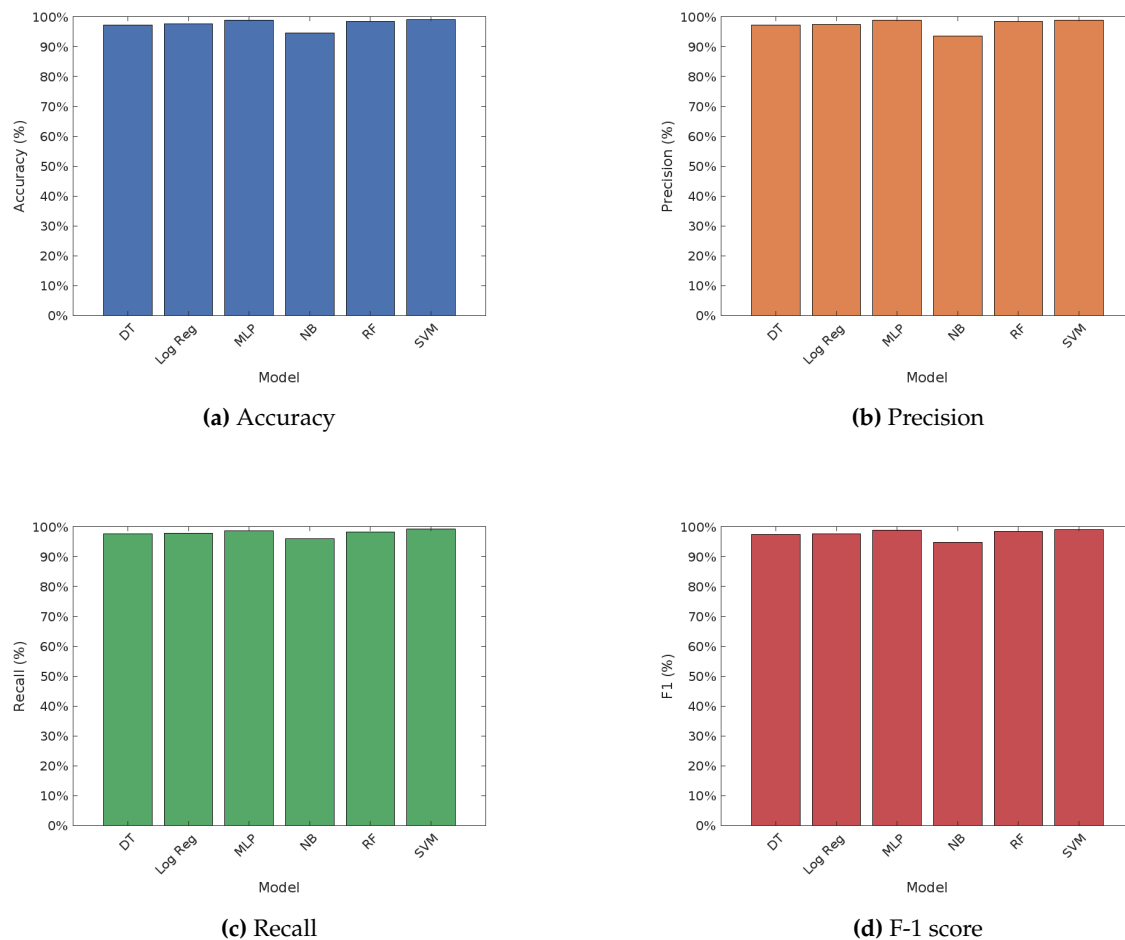 100%
90%
80%
70%
60%
50%
40%
30%
20%
10%
0%
Accuracy (%)
DT
Log Reg
MLP
NB
RF
SVM
Model
(a) Accuracy
100%
90%
80%
70%
60%
50%
40%
30%
20%
10%
0%
Precision (%)
DT
Log Reg
MLP
NB
RF
SVM
Model
(b) Precision
100%
90%
80%
70%
60%
50%
40%
30%
20%
10%
0%
Recall (%)
DT
Log Reg
MLP
NB
RF
SVM
Model
(c) Recall
100%
90%
80%
70%
60%
50%
40%
30%
20%
10%
0%
F1 (%)
DT
Log Reg
MLP
NB
RF
SVM
Model
(d) F-1 score